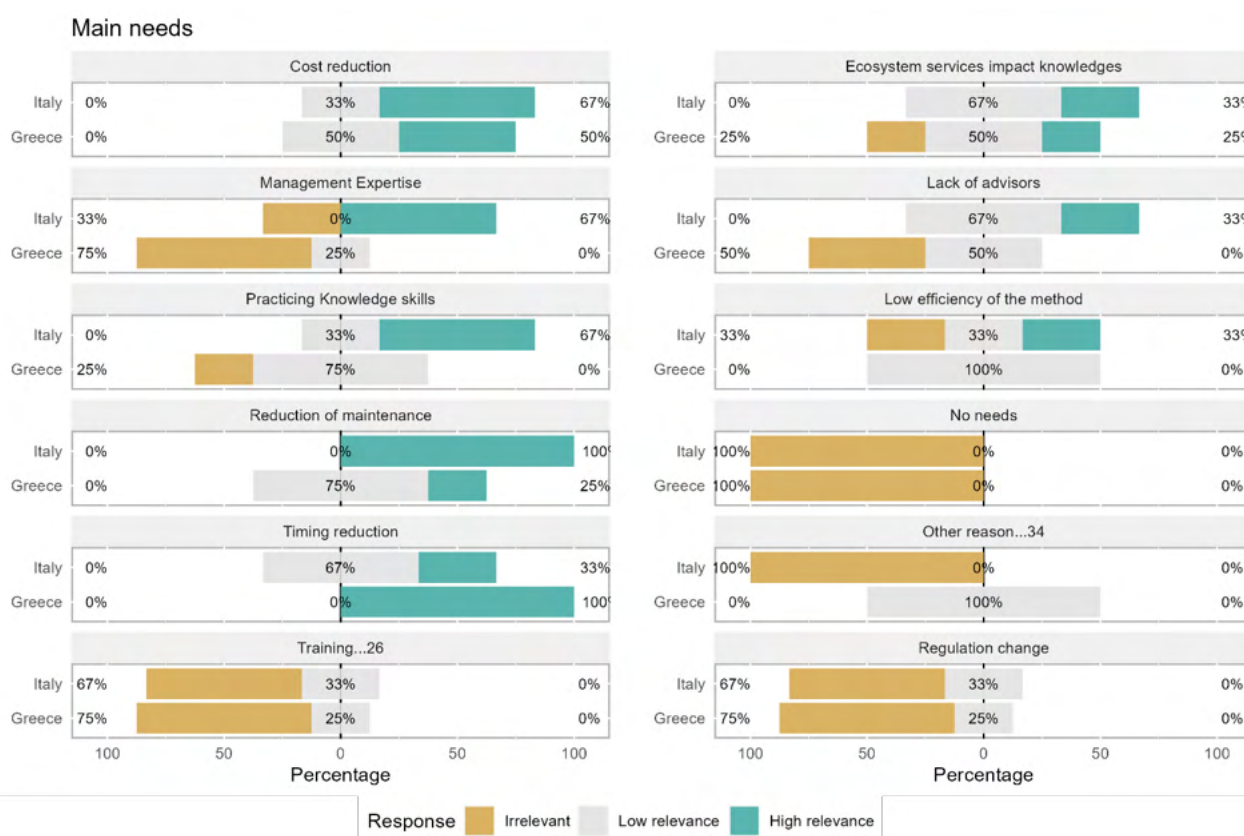 Main needs
Cost reduction
Italy 0% 33% 67%
Greece 0% 50% 50%
Management Expertise
Italy 33% 0% 67%
Greece 75% 25% 0%
Practicing Knowledge skills
Italy 0% 33% 67%
Greece 25% 75% 0%
Reduction of maintenance
Italy 0% 0% 100%
Greece 0% 75% 25%
Timing reduction
Italy 0% 67% 33%
Greece 0% 0% 100%
Training...26
Italy 67% 33% 0%
Greece 75% 25% 0%
100 50 0 50 100
Percentage
Ecosystem services impact knowledges
Italy 0% 67% 33%
Greece 25% 50% 25%
Lack of advisors
Italy 0% 67% 33%
Greece 50% 50% 0%
Low efficiency of the method
Italy 33% 33% 33%
Greece 0% 100% 0%
No needs
Italy 100% 0% 0%
Greece 100% 0% 0%
Other reason...34
Italy 100% 0% 0%
Greece 0% 100% 0%
Regulation change
Italy 67% 33% 0%
Greece 75% 25% 0%
100 50 0 50 100
Percentage
Response Irrelevant Low relevance High relevance